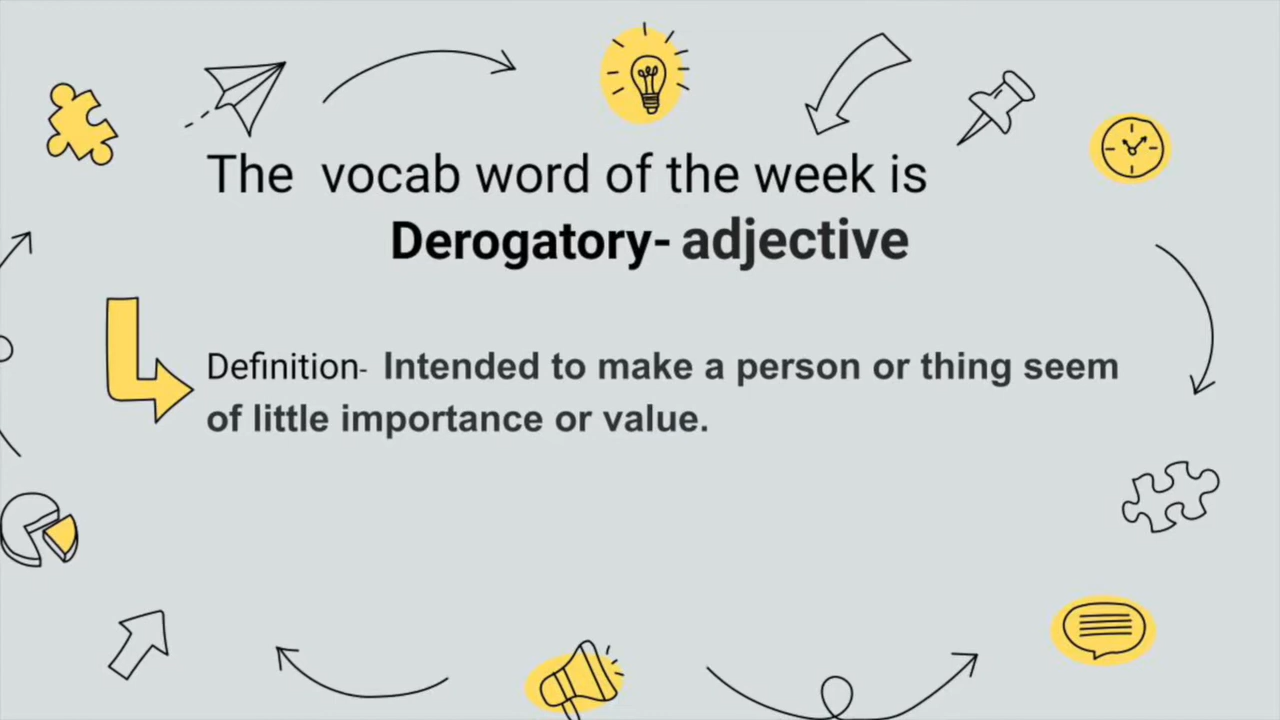 The vocab word of the week is
Derogatory- adjective
Definition- Intended to make a person or thing seem
of little importance or value.